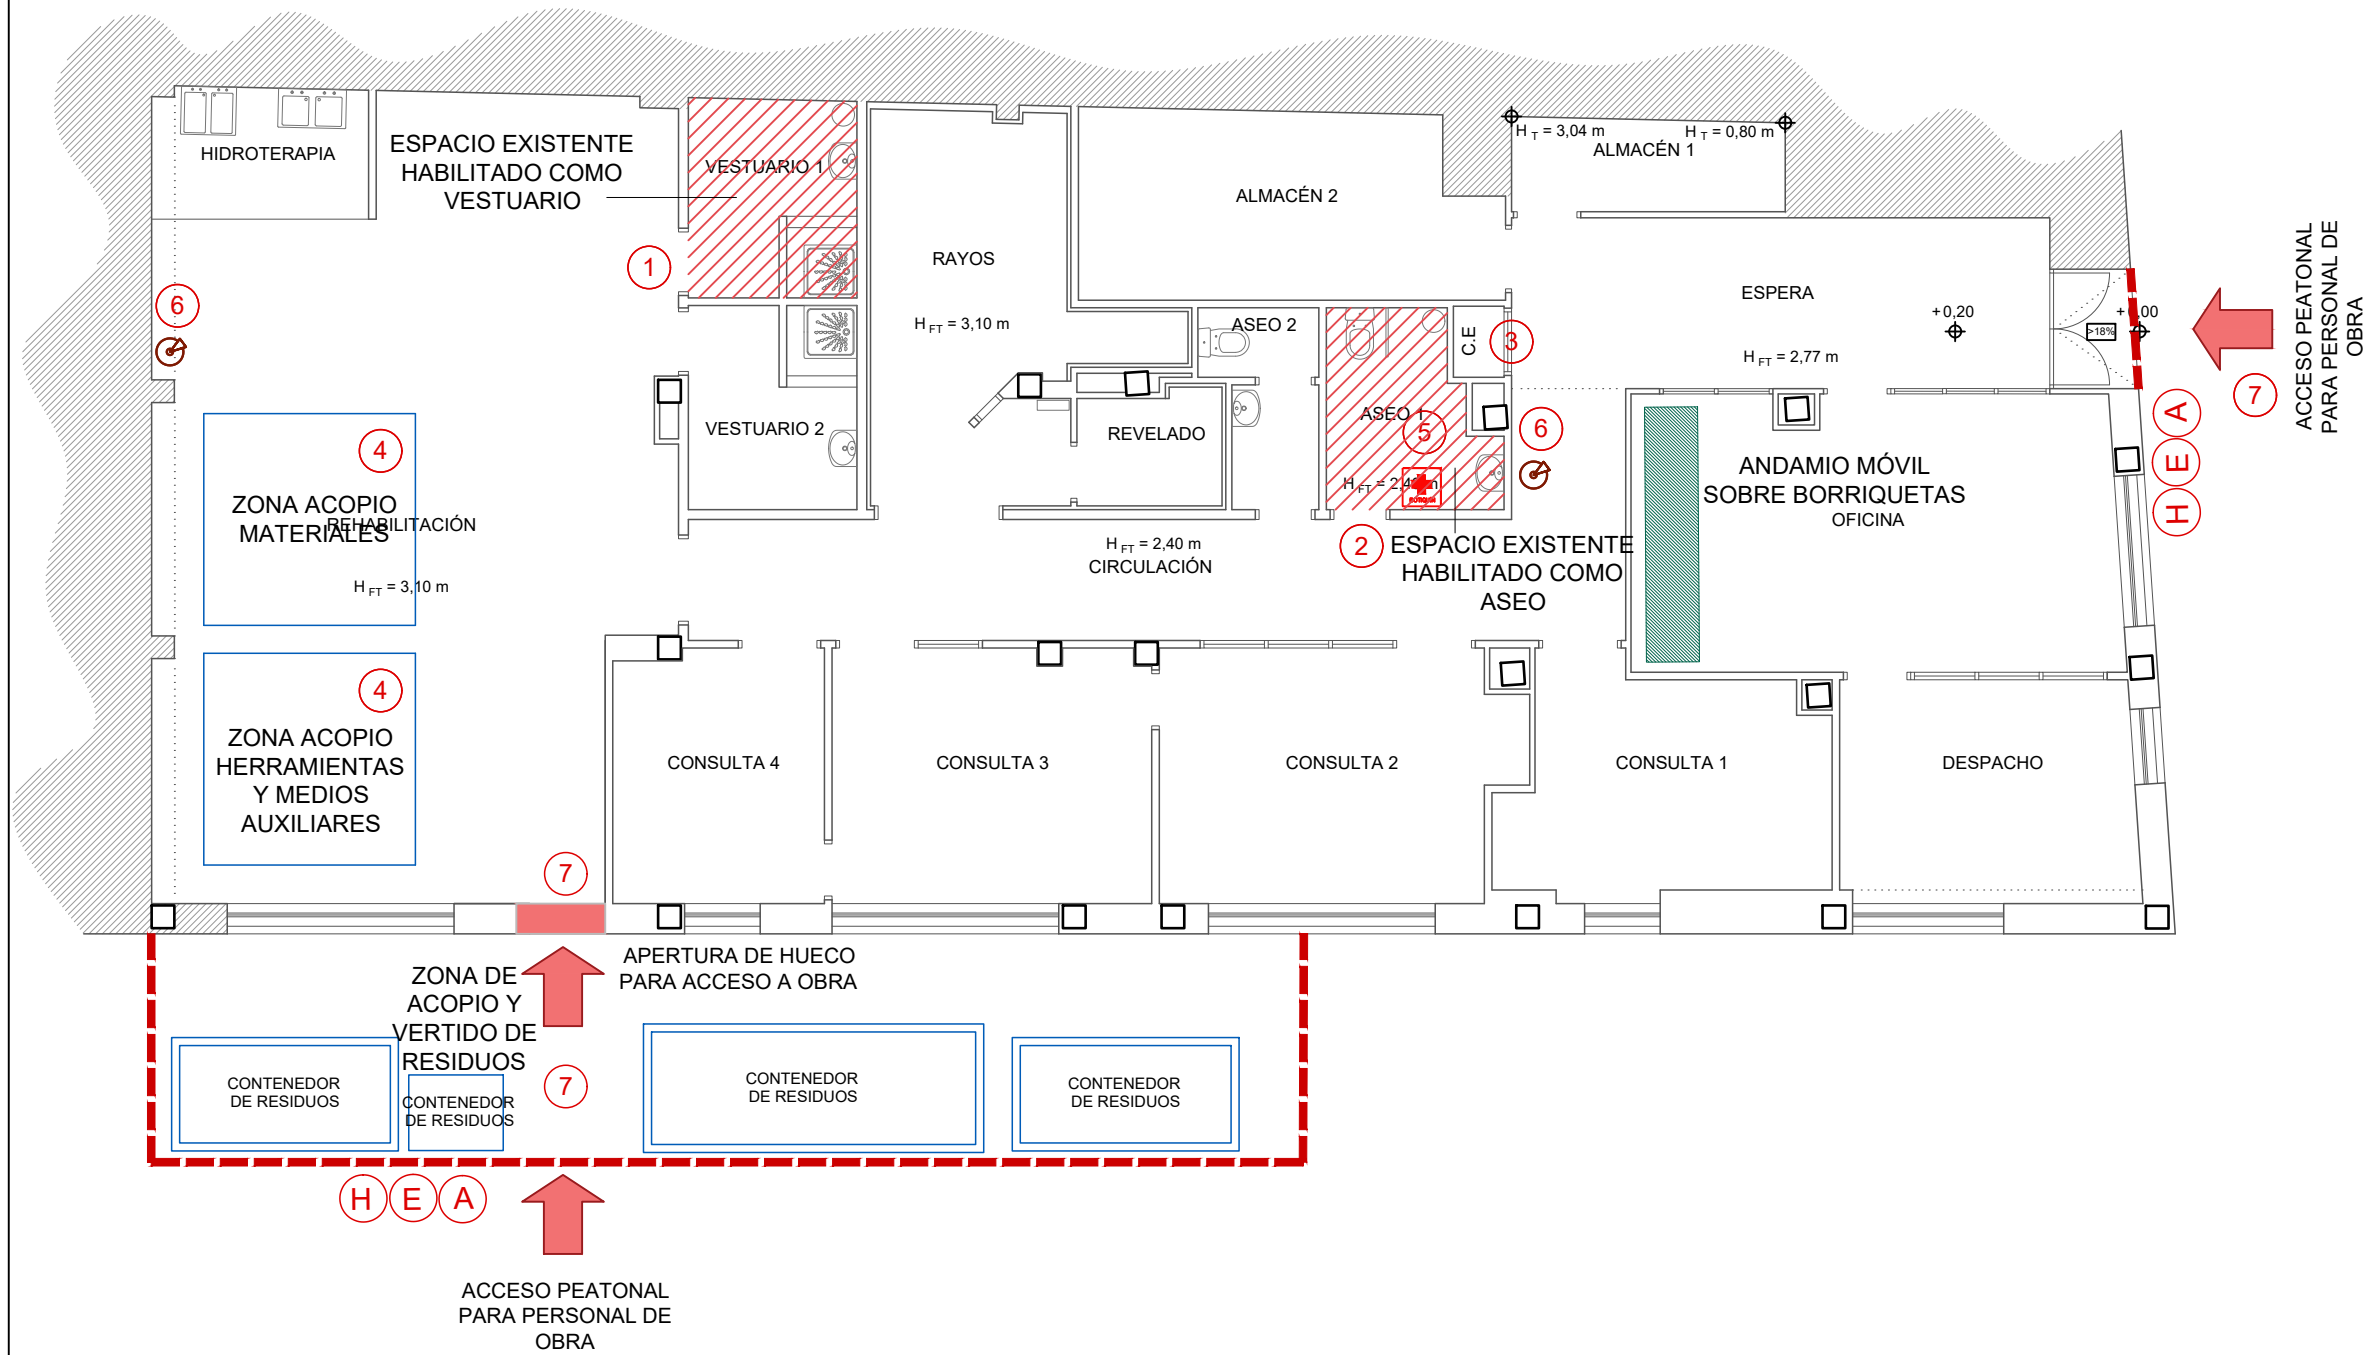 HIDROTERAPIA
ESPACIO EXISTENTE
HABILITADO COMO
VESTUARIO
VESTUARIO 1
1
6
RAYOS
H FT = 3,10 m
ALMACÉN 2
H T = 3,04 m
H T = 0,80 m
ALMACÉN 1
ESPERA
H FT = 2,77 m
+0,20
+0,00
>18%
ACCESO PEATONAL
PARA PERSONAL DE
OBRA
7
A
E
H
ASEO 2
C.E
3
ASEO 1
5
H FT = 2,4
6
VESTUARIO 2
REVELADO
4
ZONA ACOPIO
MATERIALES
REHABILITACIÓN
H FT = 3,10 m
ANDAMIO MÓVIL
SOBRE BORRIQUETAS
OFICINA
H FT = 2,40 m
CIRCULACIÓN
2
ESPACIO EXISTENTE
HABILITADO COMO
ASEO
4
ZONA ACOPIO
HERRAMIENTAS
Y MEDIOS
AUXILIARES
CONSULTA 4
CONSULTA 3
CONSULTA 2
CONSULTA 1
DESPACHO
7
APERTURA DE HUECO
PARA ACCESO A OBRA
ZONA DE
ACOPIO Y
VERTIDO DE
RESIDUOS
CONTENEDOR
DE RESIDUOS
CONTENEDOR
DE RESIDUOS
7
CONTENEDOR
DE RESIDUOS
CONTENEDOR
DE RESIDUOS
H
E
A
ACCESO PEATONAL
PARA PERSONAL DE
OBRA